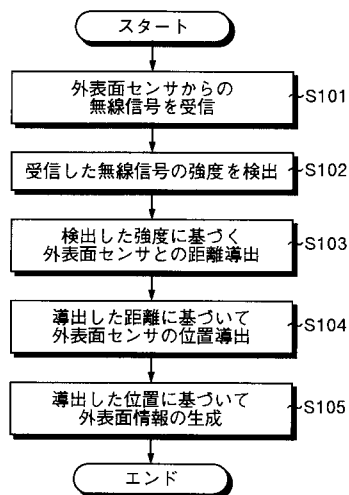 スタート
外表面センサからの
無線信号を受信
S101
受信した無線信号の強度を検出
S102
検出した強度に基づく
外表面センサとの距離導出
S103
導出した距離に基づいて
外表面センサの位置導出
S104
導出した位置に基づいて
外表面情報の生成
S105
エンド